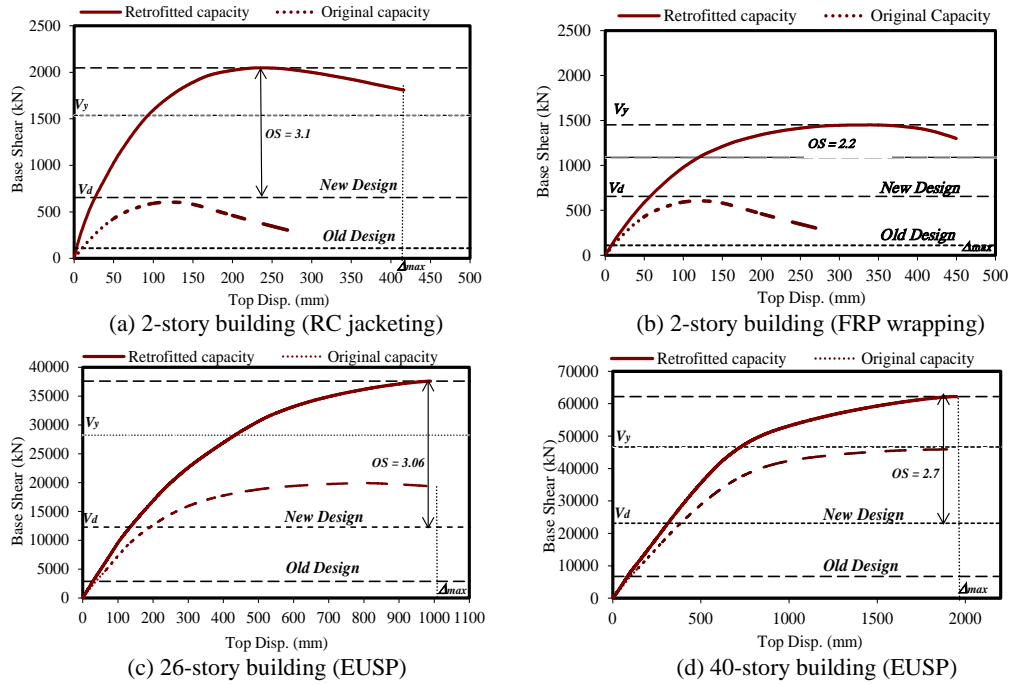 Retrofitted capacity Original capacity
2500
2000
1500
1000
500
0
Base Shear (kN)
Vy
OS = 3.1
Vd
New Design
Old Design
Δmax
0 50 100 150 200 250 300 350 400 450 500
Top Disp. (mm)
(a) 2-story building (RC jacketing)
Retrofitted capacity Original Capacity
2500
2000
1500
1000
500
0
Base Shear (kN)
Vy
OS = 2.2
Vd
New Design
Old Design
Δmax
0 50 100 150 200 250 300 350 400 450 500
Top Disp. (mm)
(b) 2-story building (FRP wrapping)
Retrofitted capacity Original capacity
40000
35000
30000
25000
20000
15000
10000
5000
0
Base Shear (kN)
Vy
OS = 3.06
Vd
New Design
Old Design
Δmax
0 100 200 300 400 500 600 700 800 900 1000 1100
Top Disp. (mm)
(c) 26-story building (EUSP)
Retrofitted capacity Original capacity
70000
60000
50000
40000
30000
20000
10000
0
Base Shear (kN)
Vy
OS = 2.7
Vd
New Design
Old Design
Δmax
0 500 1000 1500 2000
Top Disp. (mm)
(d) 40-story building (EUSP)